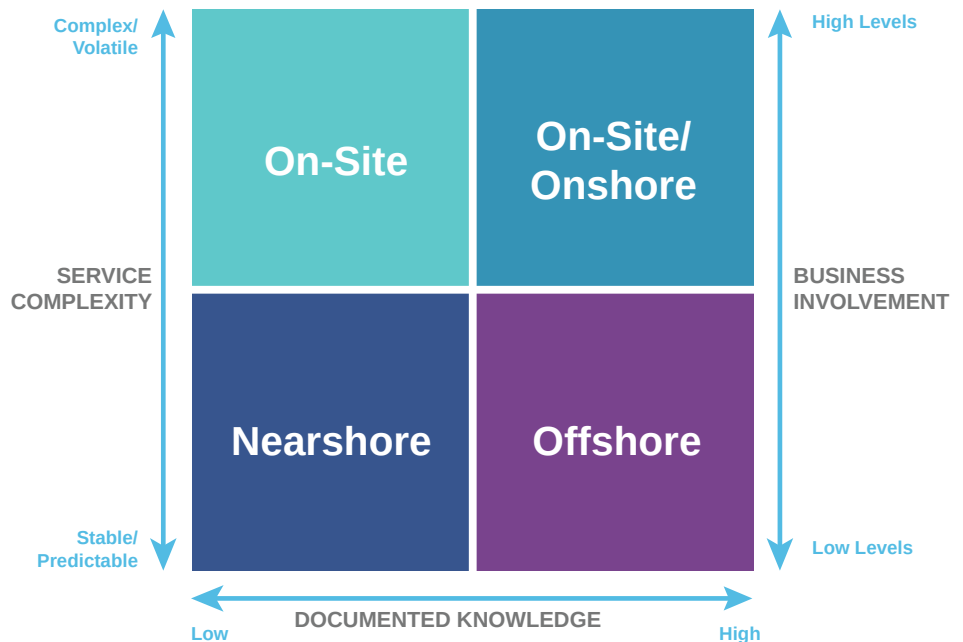 Complex/
Volatile
High Levels
On-Site
On-Site/
Onshore
SERVICE
COMPLEXITY
BUSINESS
INVOLVEMENT
Nearshore
Offshore
Stable/
Predictable
Low Levels
DOCUMENTED KNOWLEDGE
Low
High